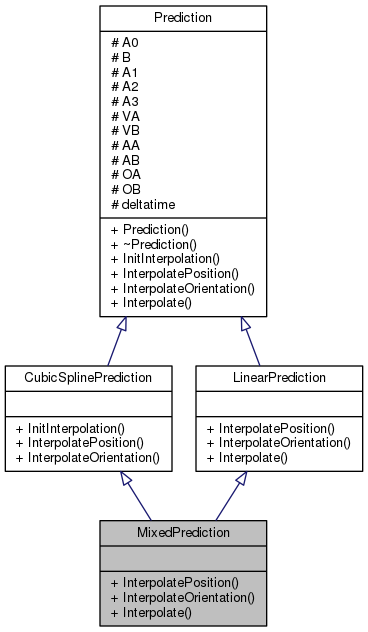 Prediction
# A0
# B
# A1
# A2
# A3
# VA
# VB
# AA
# AB
# OA
# OB
# deltatime
+ Prediction()
+ ~Prediction()
+ InitInterpolation()
+ InterpolatePosition()
+ InterpolateOrientation()
+ Interpolate()
CubicSplinePrediction
+ InitInterpolation()
+ InterpolatePosition()
+ InterpolateOrientation()
LinearPrediction
+ InterpolatePosition()
+ InterpolateOrientation()
+ Interpolate()
MixedPrediction
+ InterpolatePosition()
+ InterpolateOrientation()
+ Interpolate()